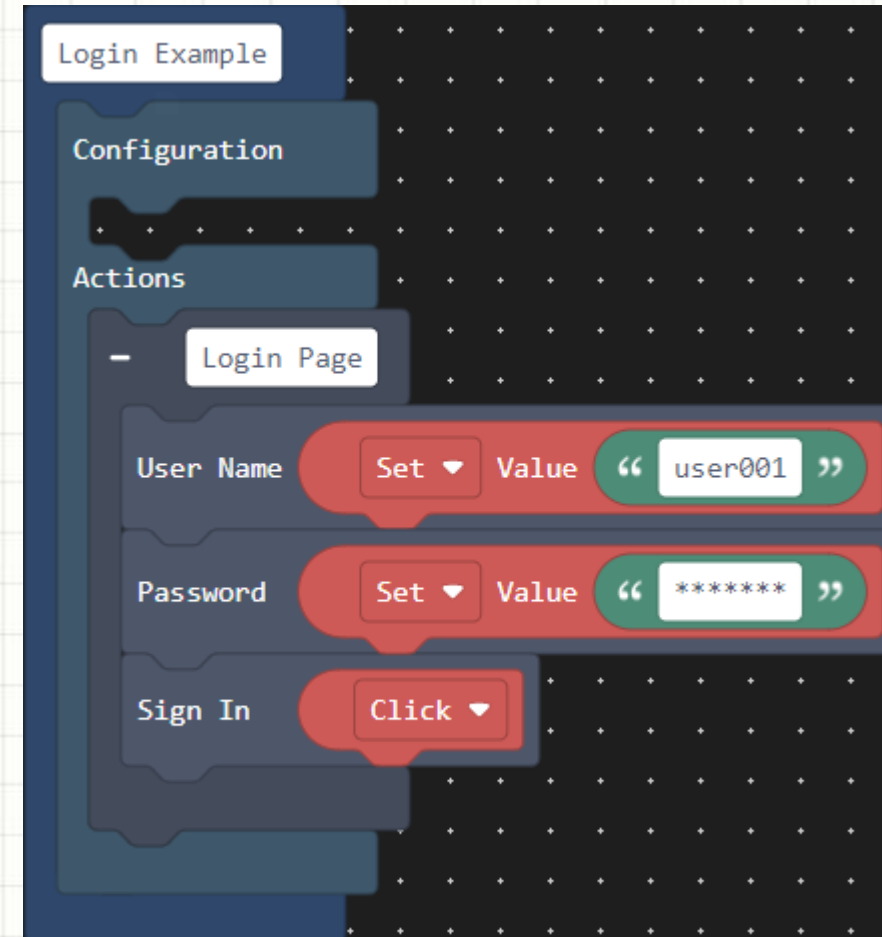 Login Example
Configuration
Actions
Login Page
User Name Set Value “ user001 ”
Password Set Value “ ******* ”
Sign In Click